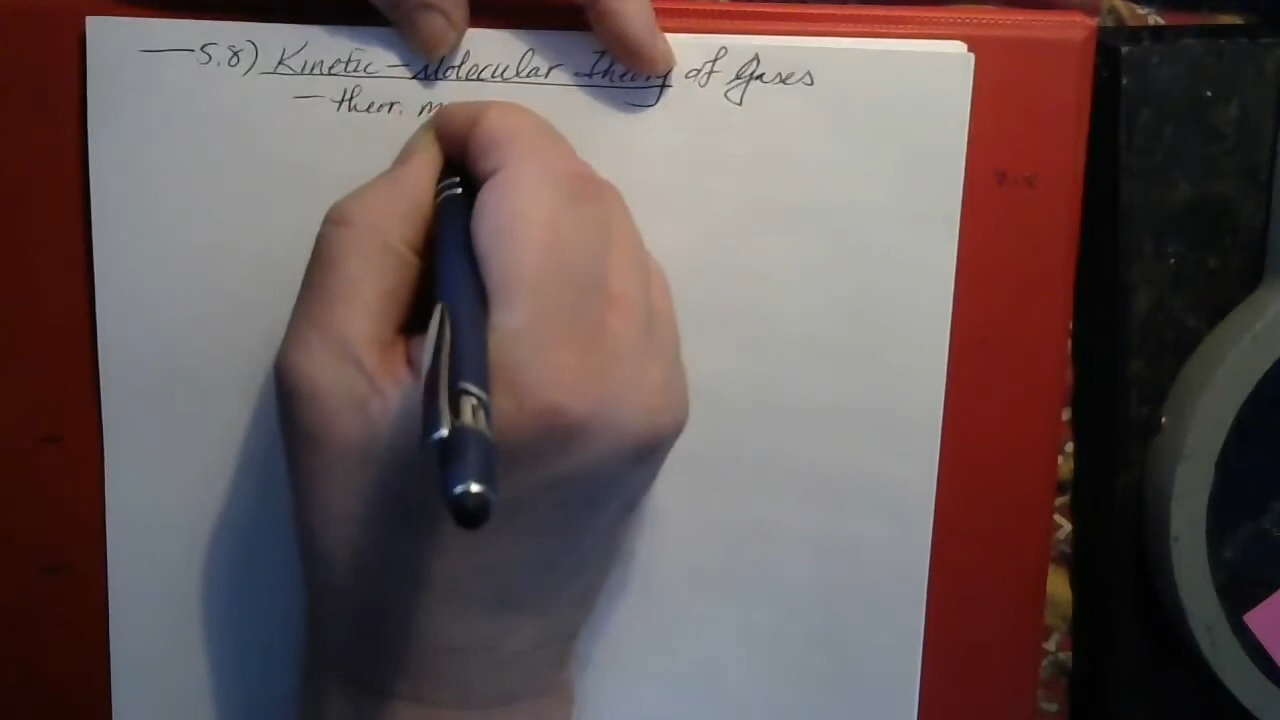 —5.8) Kinetic-Molecular Theory of Gases
— theor. m